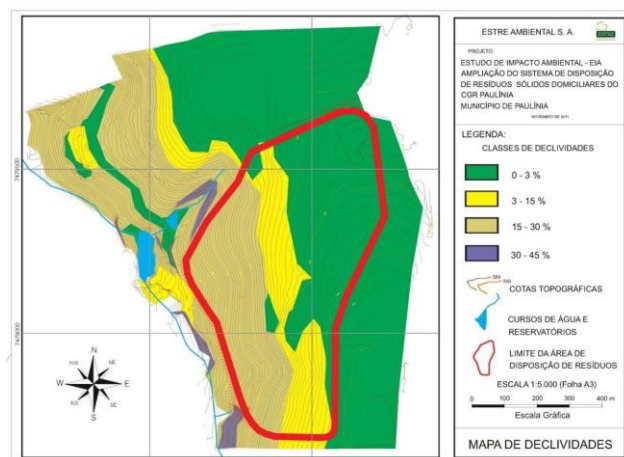 ESTRE AMBIENTAL S. A.
PROJETO:
ESTUDO DE IMPACTO AMBIENTAL - EIA
AMPLIAÇÃO DO SISTEMA DE DISPOSIÇÃO
DE RESÍDUOS SÓLIDOS DOMICILIARES DO
CGR PAULÍNIA
MUNICÍPIO DE PAULÍNIA
NOVEMBRO DE 2011
LEGENDA:
CLASSES DE DECLIVIDADES
0 - 3 %
3 - 15 %
15 - 30 %
30 - 45 %
COTAS TOPOGRÁFICAS
CURSOS DE ÁGUA E
RESERVATÓRIOS
LIMITE DA ÁREA DE
DISPOSIÇÃO DE RESÍDUOS
ESCALA 1:5.000 (Folha A3)
0 100 200 300 400 m
Escala Gráfica
MAPA DE DECLIVIDADES
N
NW NE
W E
SE
S